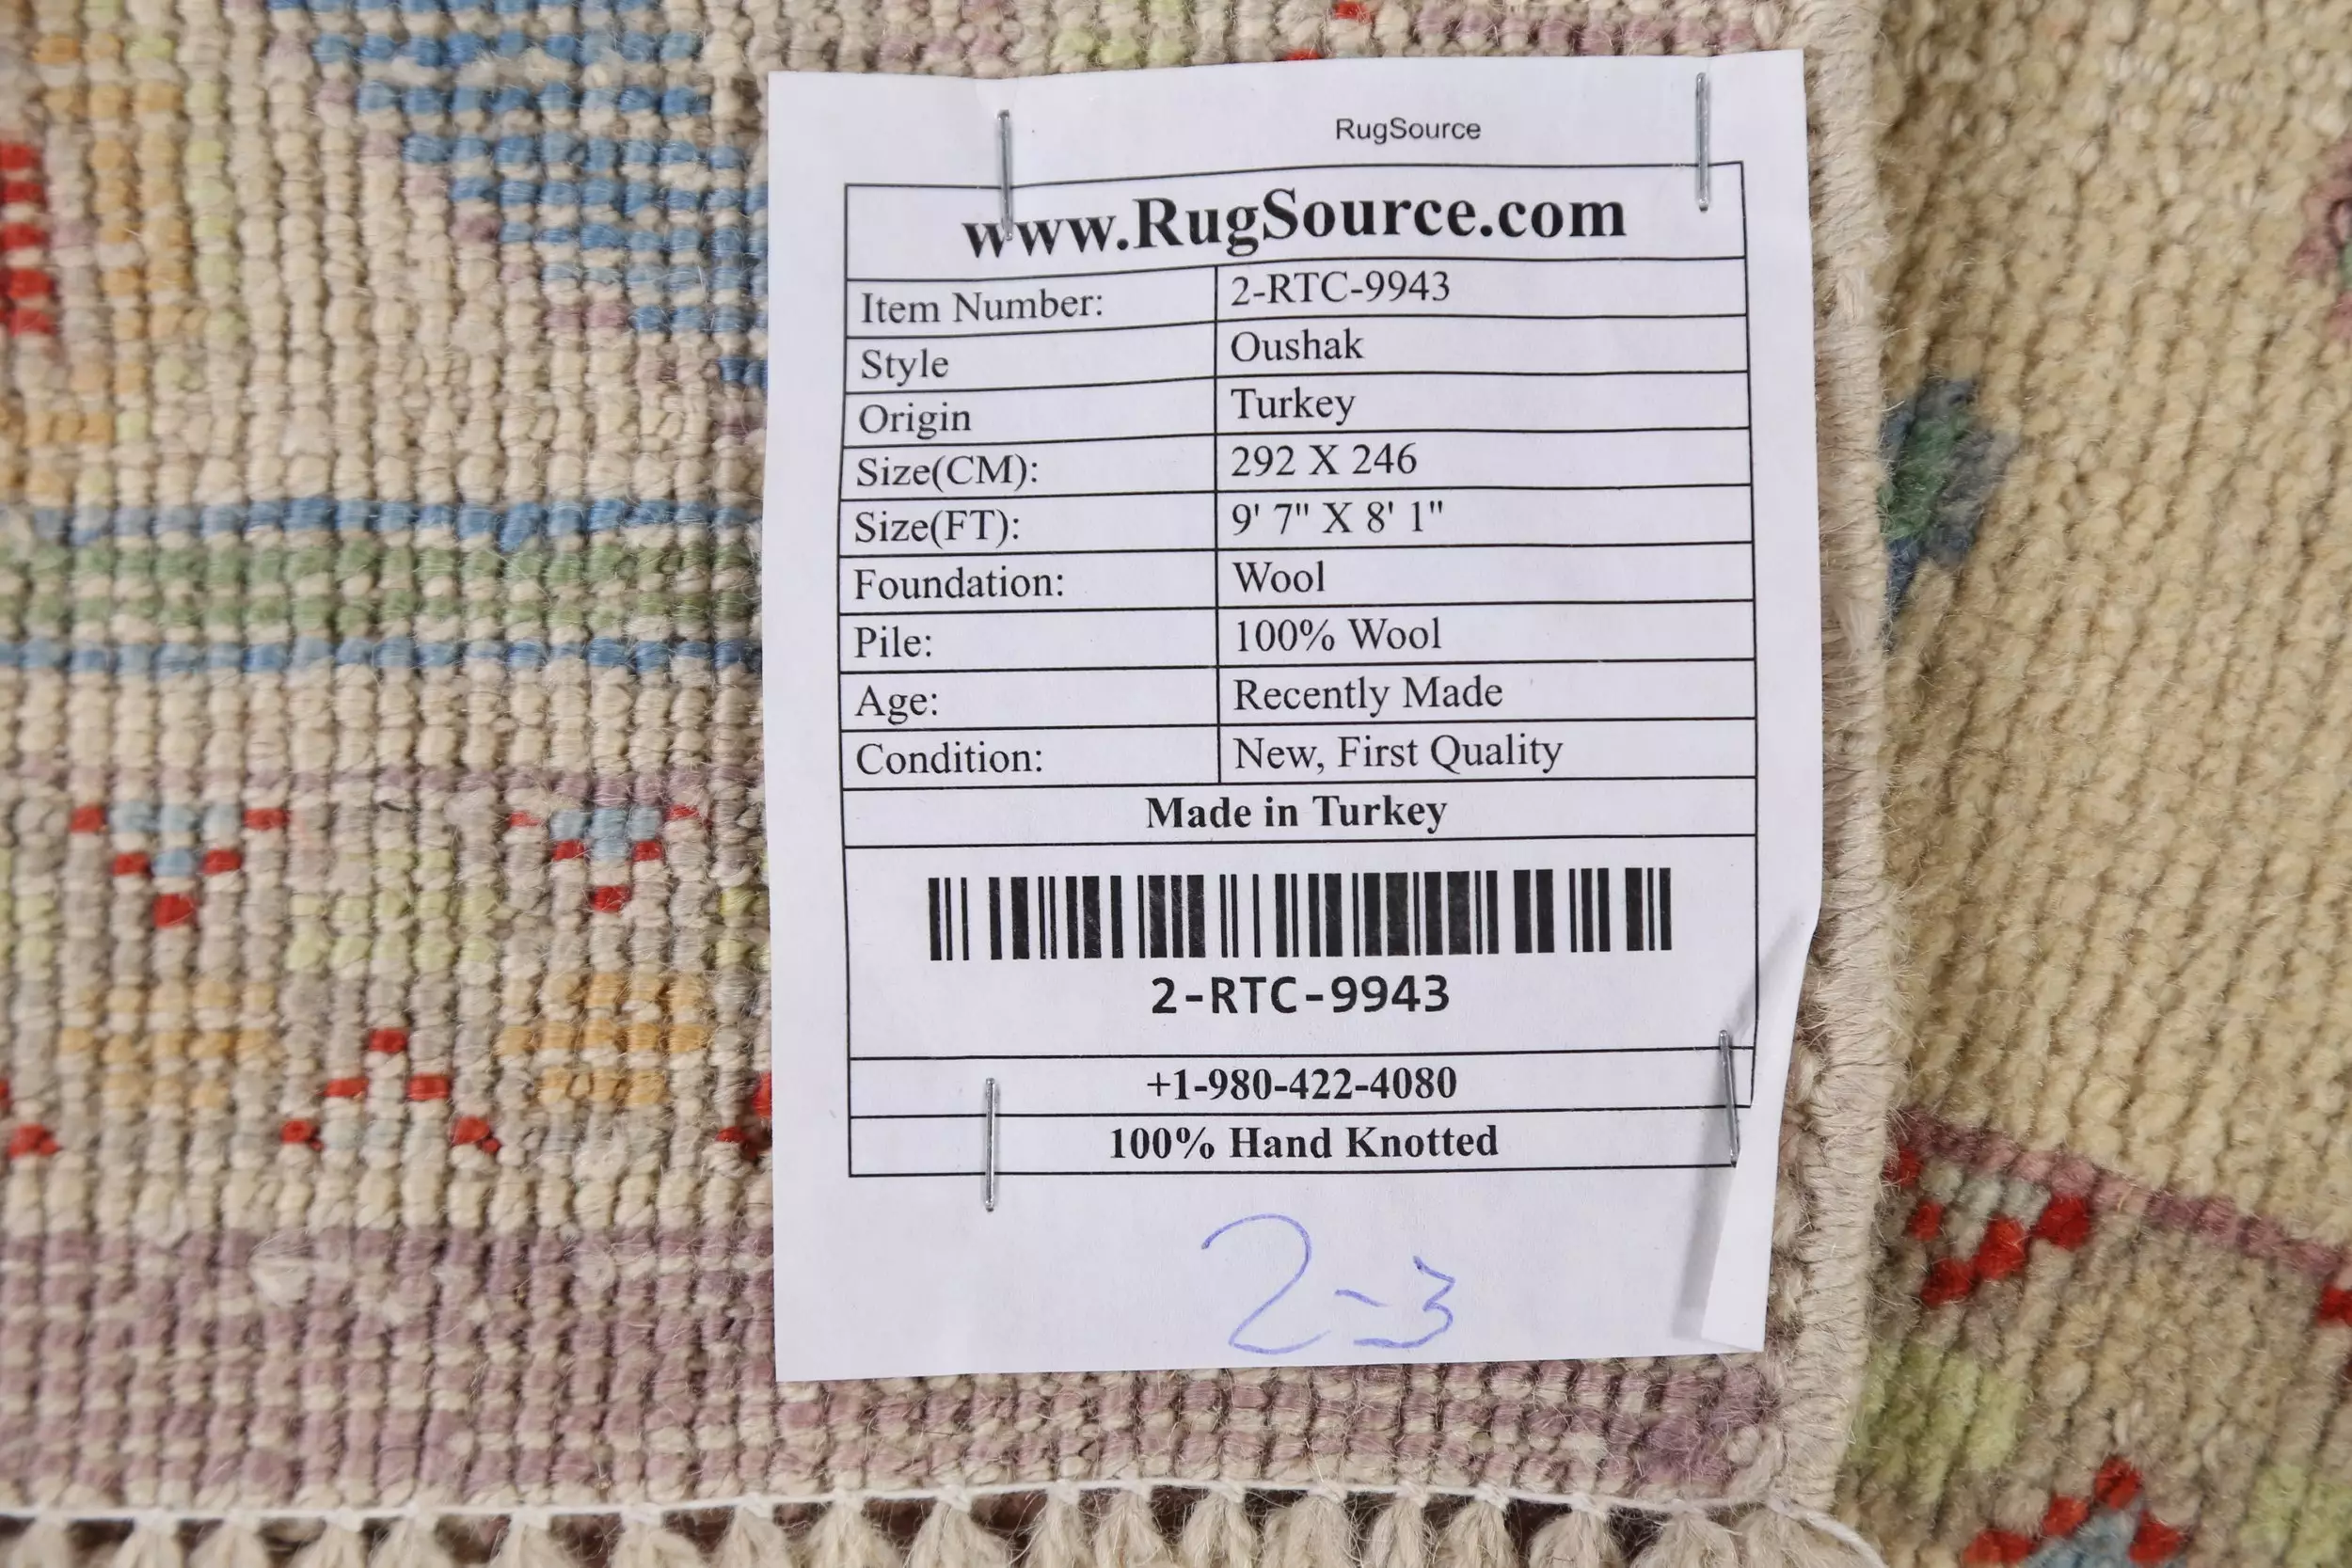 RugSource
www.RugSource.com
Item Number: 2-RTC-9943
Style Oushak
Origin Turkey
Size(CM): 292 X 246
Size(FT): 9' 7" X 8' 1"
Foundation: Wool
Pile: 100% Wool
Age: Recently Made
Condition: New, First Quality
Made in Turkey
2-RTC-9943
+1-980-422-4080
100% Hand Knotted
2-3